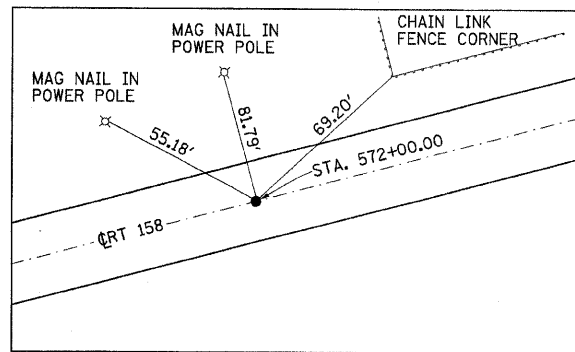 MAG NAIL IN
POWER POLE
CHAIN LINK
FENCE CORNER
MAG NAIL IN
POWER POLE
55.18'
81.79'
69.20'
STA. 572+00.00
℄ RT 158